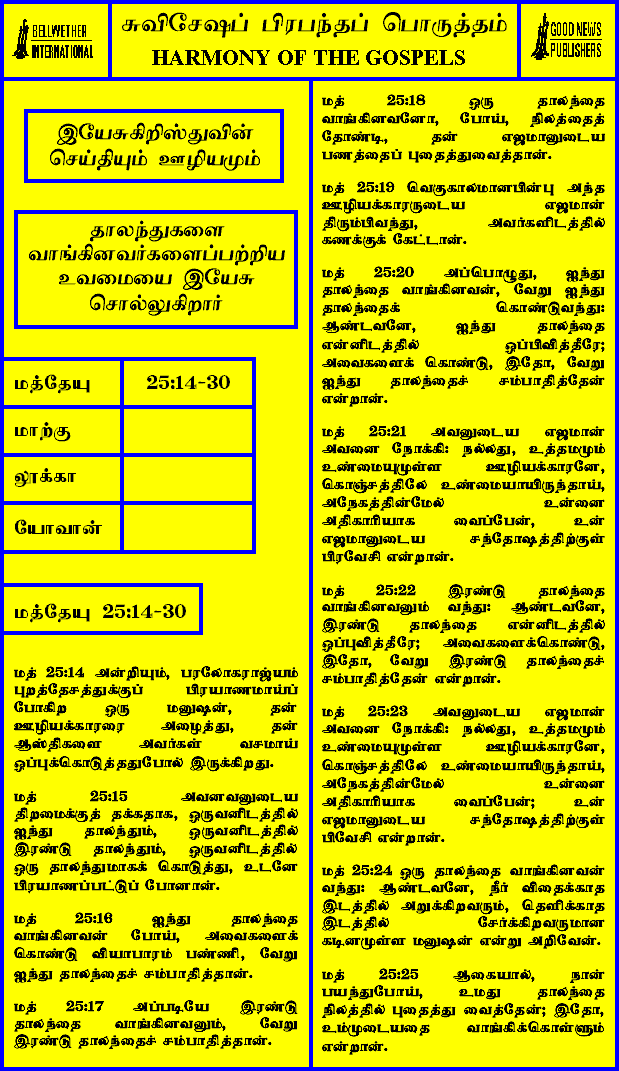 BELLWETHER
INTERNATIONAL
சுவிசேஷப் பிரபந்தப் பொருத்தம்
HARMONY OF THE GOSPELS
GOOD NEWS
PUBLISHERS
இயேசுகிறிஸ்துவின்
செய்தியும் ஊழியமும்
தாலந்துகளை
வாங்கினவர்களைப்பற்றிய
உவமையை இயேசு
சொல்லுகிறார்
மத்தேயு 25:14-30
மாற்கு
லூக்கா
யோவான்
மத்தேயு 25:14-30
மத் 25:14 அன்றியும், பரலோகராஜ்யம்
புறத்தேசத்துக்குப் பிரயாணமாய்ப்
போகிற ஒரு மனுஷன், தன்
ஊழியக்காரரை அழைத்து, தன்
ஆஸ்திகளை அவர்கள் வசமாய்
ஒப்புக்கொடுத்ததுபோல் இருக்கிறது.
மத் 25:15 அவனவனுடைய
திறமைக்குத் தக்கதாக, ஒருவனிடத்தில்
ஐந்து தாலந்தும், ஒருவனிடத்தில்
இரண்டு தாலந்தும், ஒருவனிடத்தில்
ஒரு தாலந்துமாகக் கொடுத்து, உடனே
பிரயாணப்பட்டுப் போனான்.
மத் 25:16 ஐந்து தாலந்தை
வாங்கினவன் போய், அவைகளைக்
கொண்டு வியாபாரம் பண்ணி, வேறு
ஐந்து தாலந்தைச் சம்பாதித்தான்.
மத் 25:17 அப்படியே இரண்டு
தாலந்தை வாங்கினவனும், வேறு
இரண்டு தாலந்தைச் சம்பாதித்தான்.
மத் 25:18 ஒரு தாலந்தை
வாங்கினவனோ, போய், நிலத்தைத்
தோண்டி, தன் எஜமானுடைய
பணத்தைப் புதைத்துவைத்தான்.
மத் 25:19 வெகுகாலமானபின்பு அந்த
ஊழியக்காரருடைய எஜமான்
திரும்பிவந்து, அவர்களிடத்தில்
கணக்குக் கேட்டான்.
மத் 25:20 அப்பொழுது, ஐந்து
தாலந்தை வாங்கினவன், வேறு ஐந்து
தாலந்தைக் கொண்டுவந்து:
ஆண்டவனே, ஐந்து தாலந்தை
என்னிடத்தில் ஒப்பிவித்தீரே;
அவைகளைக் கொண்டு, இதோ, வேறு
ஐந்து தாலந்தைச் சம்பாதித்தேன்
என்றான்.
மத் 25:21 அவனுடைய எஜமான்
அவனை நோக்கி: நல்லது, உத்தமமும்
உண்மையுமுள்ள ஊழியக்காரனே,
கொஞ்சத்திலே உண்மையாயிருந்தாய்,
அநேகத்தின்மேல் உன்னை
அதிகாரியாக வைப்பேன், உன்
எஜமானுடைய சந்தோஷத்திற்குள்
பிரவேசி என்றான்.
மத் 25:22 இரண்டு தாலந்தை
வாங்கினவனும் வந்து: ஆண்டவனே,
இரண்டு தாலந்தை என்னிடத்தில்
ஒப்புவித்தீரே; அவைகளைக்கொண்டு,
இதோ, வேறு இரண்டு தாலந்தைச்
சம்பாதித்தேன் என்றான்.
மத் 25:23 அவனுடைய எஜமான்
அவனை நோக்கி: நல்லது, உத்தமமும்
உண்மையுமுள்ள ஊழியக்காரனே,
கொஞ்சத்திலே உண்மையாயிருந்தாய்,
அநேகத்தின்மேல் உன்னை
அதிகாரியாக வைப்பேன்; உன்
எஜமானுடைய சந்தோஷத்திற்குள்
பிவேசி என்றான்.
மத் 25:24 ஒரு தாலந்தை வாங்கினவன்
வந்து: ஆண்டவனே, நீர் விதைக்காத
இடத்தில் அறுக்கிறவரும், தெளிக்காத
இடத்தில் சேர்க்கிறவருமான
கடினமுள்ள மனுஷன் என்று அறிவேன்.
மத் 25:25 ஆகையால், நான்
பயந்துபோய், உமது தாலந்தை
நிலத்தில் புதைத்து வைத்தேன்; இதோ,
உம்முடையதை வாங்கிக்கொள்ளும்
என்றான்.